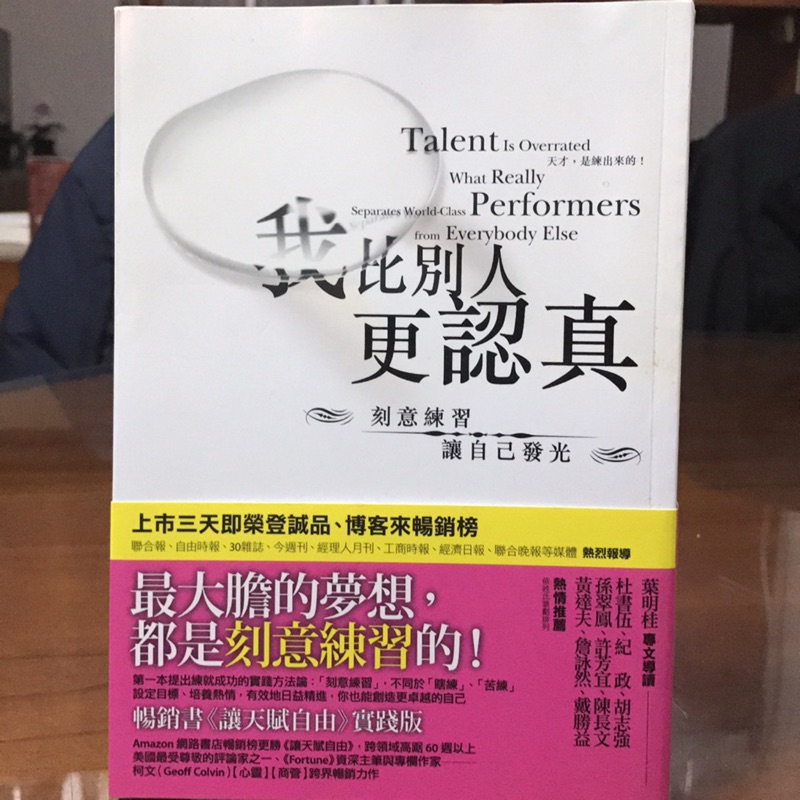 Talent Is Overrated
天才，是練出來的！
What Really
Separates World-Class Performers
from Everybody Else
我比別人
更認真
刻意練習
讓自己發光
上市三天即榮登誠品、博客來暢銷榜
聯合報、自由時報、30雜誌、今週刊、經理人月刊、工商時報、經濟日報、聯合晚報等媒體 熱烈報導
最大膽的夢想，
都是刻意練習的！
第一本提出練就成功的實踐方法論：「刻意練習」，不同於「瞎練」、「苦練」
設定目標、培養熱情，有效地日益精進，你也能創造更卓越的自己
暢銷書《讓天賦自由》實踐版
Amazon 網路書店暢銷榜更勝《讓天賦自由》，跨領域高踞 60 週以上
美國最受尊敬的評論家之一、《Fortune》資深主筆與專欄作家——
柯文（Geoff Colvin）【心靈】【商管】跨界暢銷力作
葉明桂 專文導讀
杜書伍、紀 政、胡志強
孫翠鳳、許芳宜、陳長文
黃達夫、詹詠然、戴勝益
熱情推薦
依姓氏筆劃排列